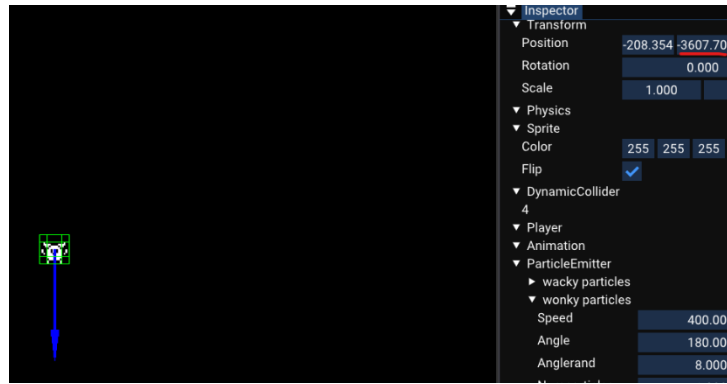 Inspector
Transform
Position -208.354 -3607.70
Rotation 0.000
Scale 1.000
Physics
Sprite
Color 255 255 255
Flip
DynamicCollider
4
Player
Animation
ParticleEmitter
wacky particles
wonky particles
Speed 400.00
Angle 180.00
Anglerand 8.000